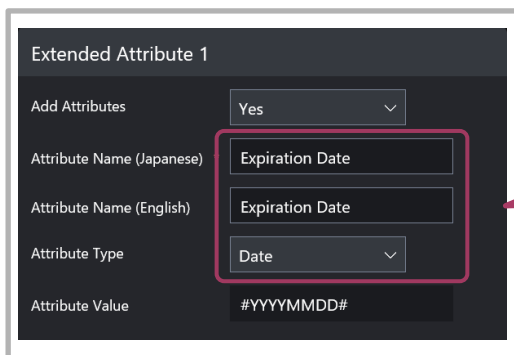 Extended Attribute 1
Add Attributes Yes
Attribute Name (Japanese) Expiration Date
Attribute Name (English) Expiration Date
Attribute Type Date
Attribute Value #YYYYMMDD#